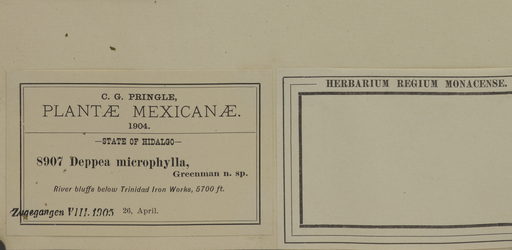 C. G. PRINGLE,
PLANTÆ MEXICANÆ.
1904.
—STATE OF HIDALGO—
8907 Deppea microphylla,
Greenman n. sp.
River bluffs below Trinidad Iron Works, 5700 ft.
Zugegangen VIII. 1905 26, April.
HERBARIUM REGIUM MONACENSE.